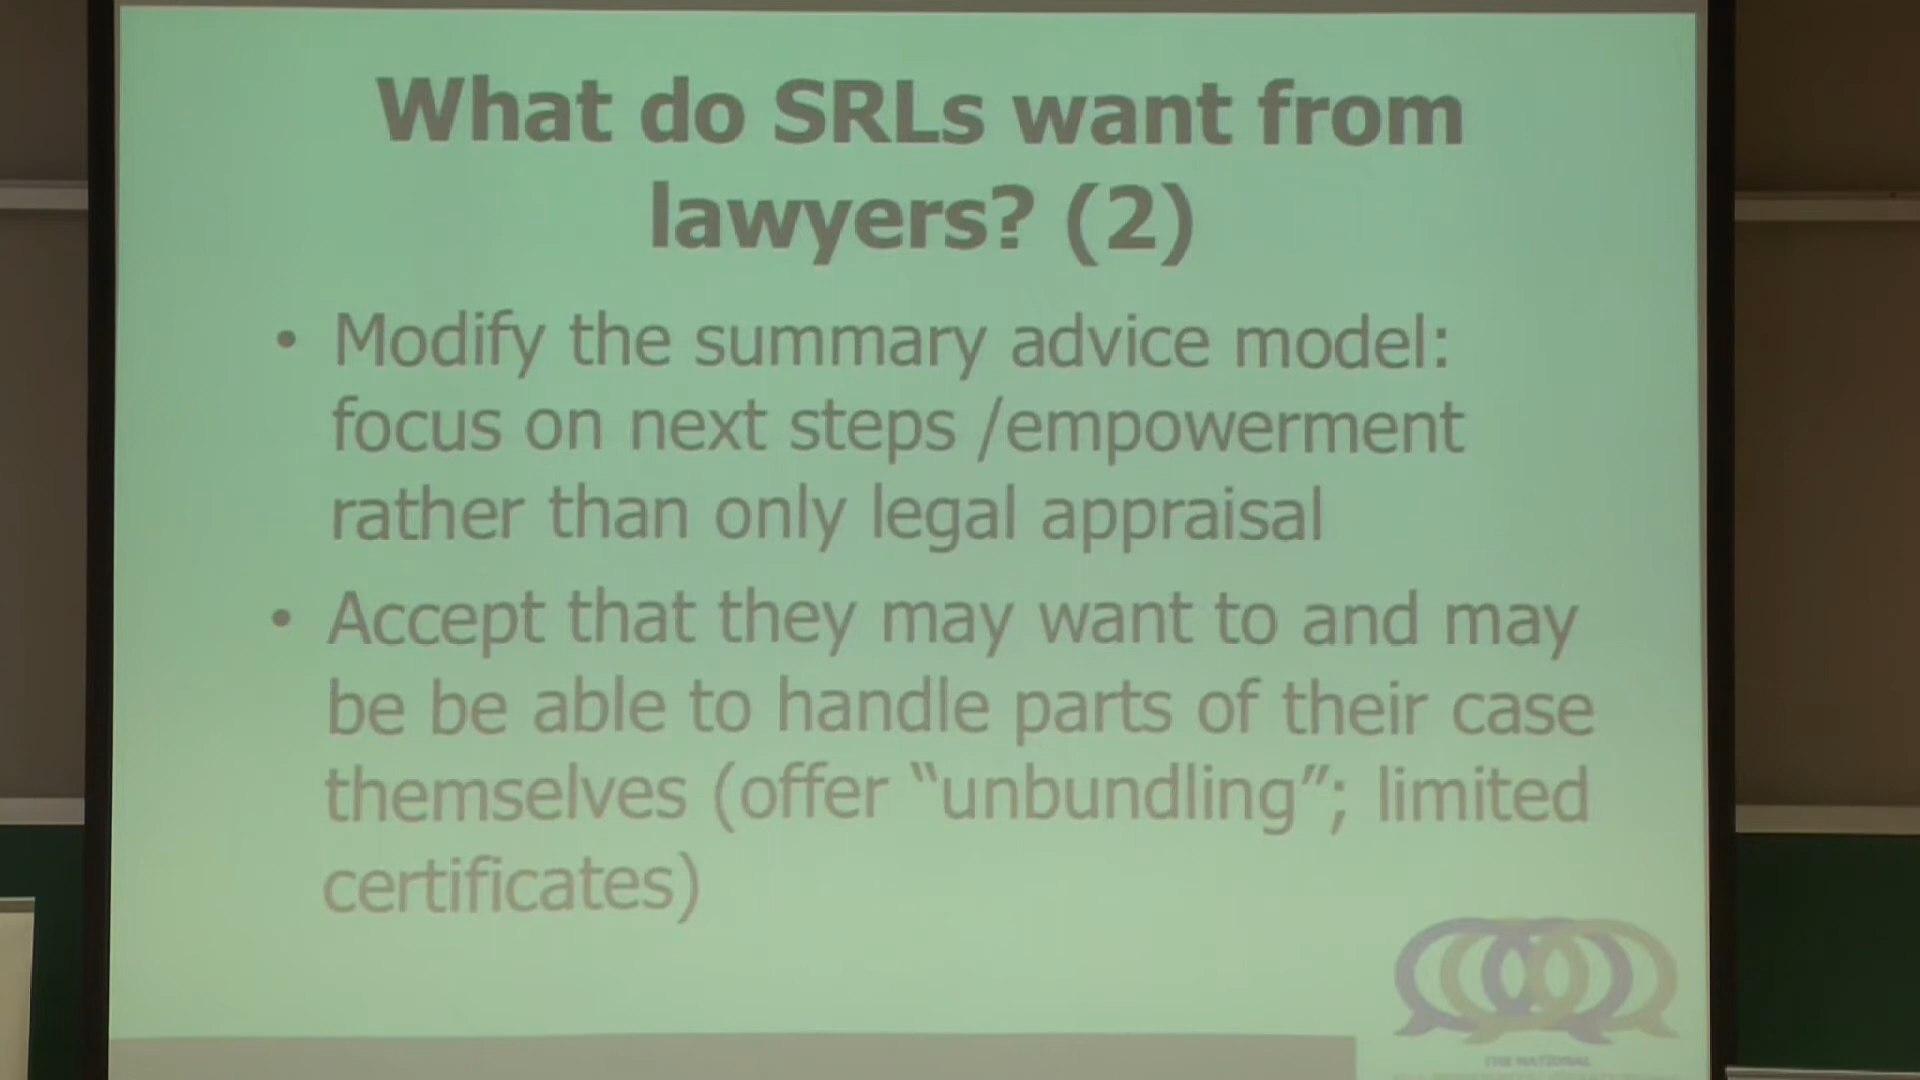 What do SRLs want from
lawyers? (2)
• Modify the summary advice model:
focus on next steps /empowerment
rather than only legal appraisal
• Accept that they may want to and may
be be able to handle parts of their case
themselves (offer “unbundling”; limited
certificates)
THE NATIONAL